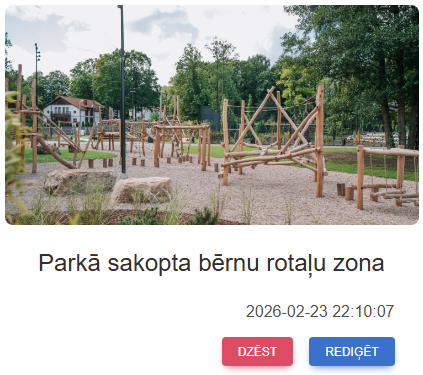 Parkā sakopta bērnu rotaļu zona
2026-02-23 22:10:07
DZĒST
REDIĢĒT